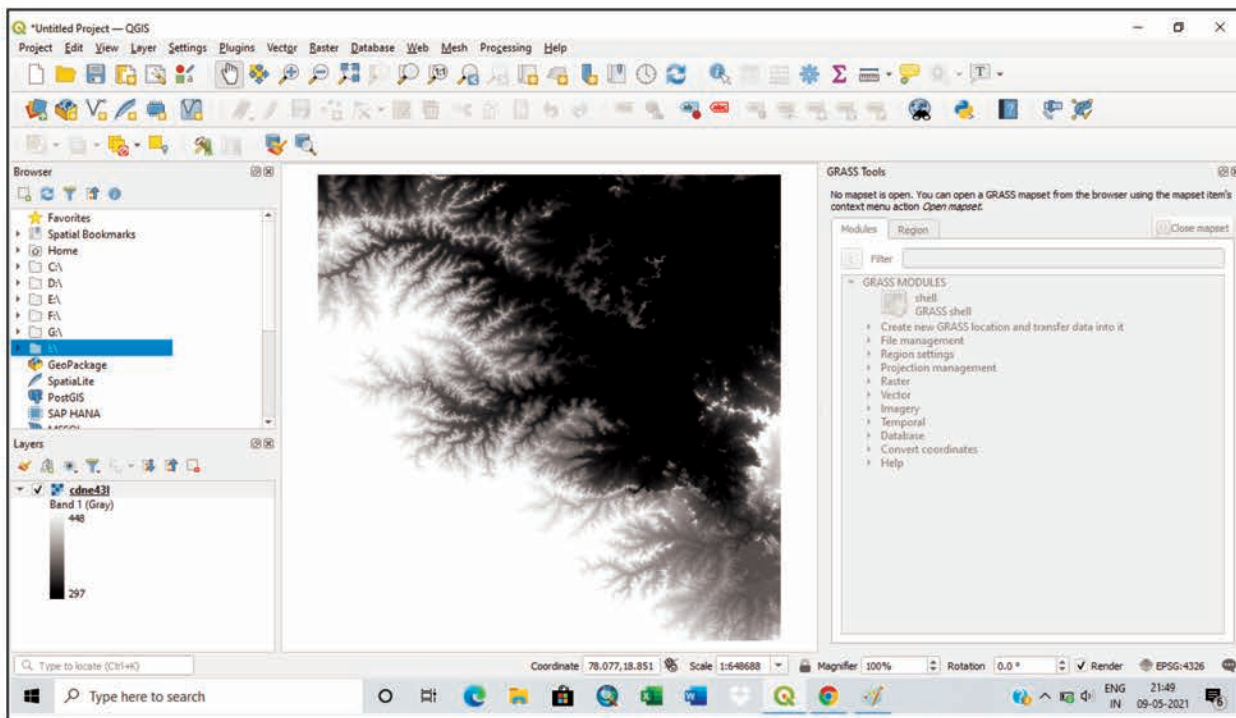 *Untitled Project — QGIS
Project Edit View Layer Settings Plugins Vector Raster Database Web Mesh Processing Help
Browser
Favorites
Spatial Bookmarks
Home
C:\
D:\
E:\
F:\
G:\
GeoPackage
SpatiaLite
PostGIS
SAP HANA
MSSQL
Layers
cdne43l
Band 1 (Gray)
448
297
GRASS Tools
No mapset is open. You can open a GRASS mapset from the browser using the mapset item's
context menu action Open mapset.
Modules Region Close mapset
Filter
GRASS MODULES
shell
GRASS shell
Create new GRASS location and transfer data into it
File management
Region settings
Projection management
Raster
Vector
Imagery
Temporal
Database
Convert coordinates
Help
Type to locate (Ctrl+K) Coordinate 78.077,18.851 Scale 1:648688 Magnifier 100% Rotation 0.0 ° Render EPSG:4326
Type here to search ENG 21:49
IN 09-05-2021 6